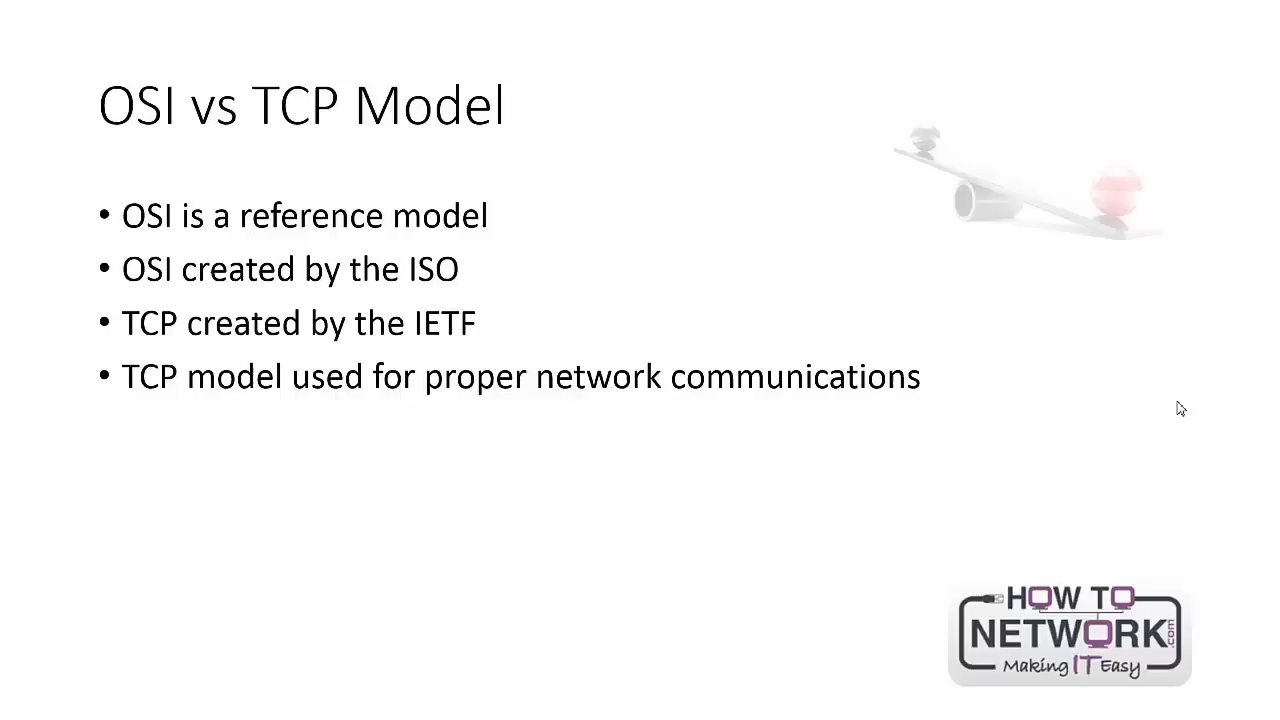 OSI vs TCP Model
• OSI is a reference model
• OSI created by the ISO
• TCP created by the IETF
• TCP model used for proper network communications
HOW TO
NETWORK.com
Making IT Easy